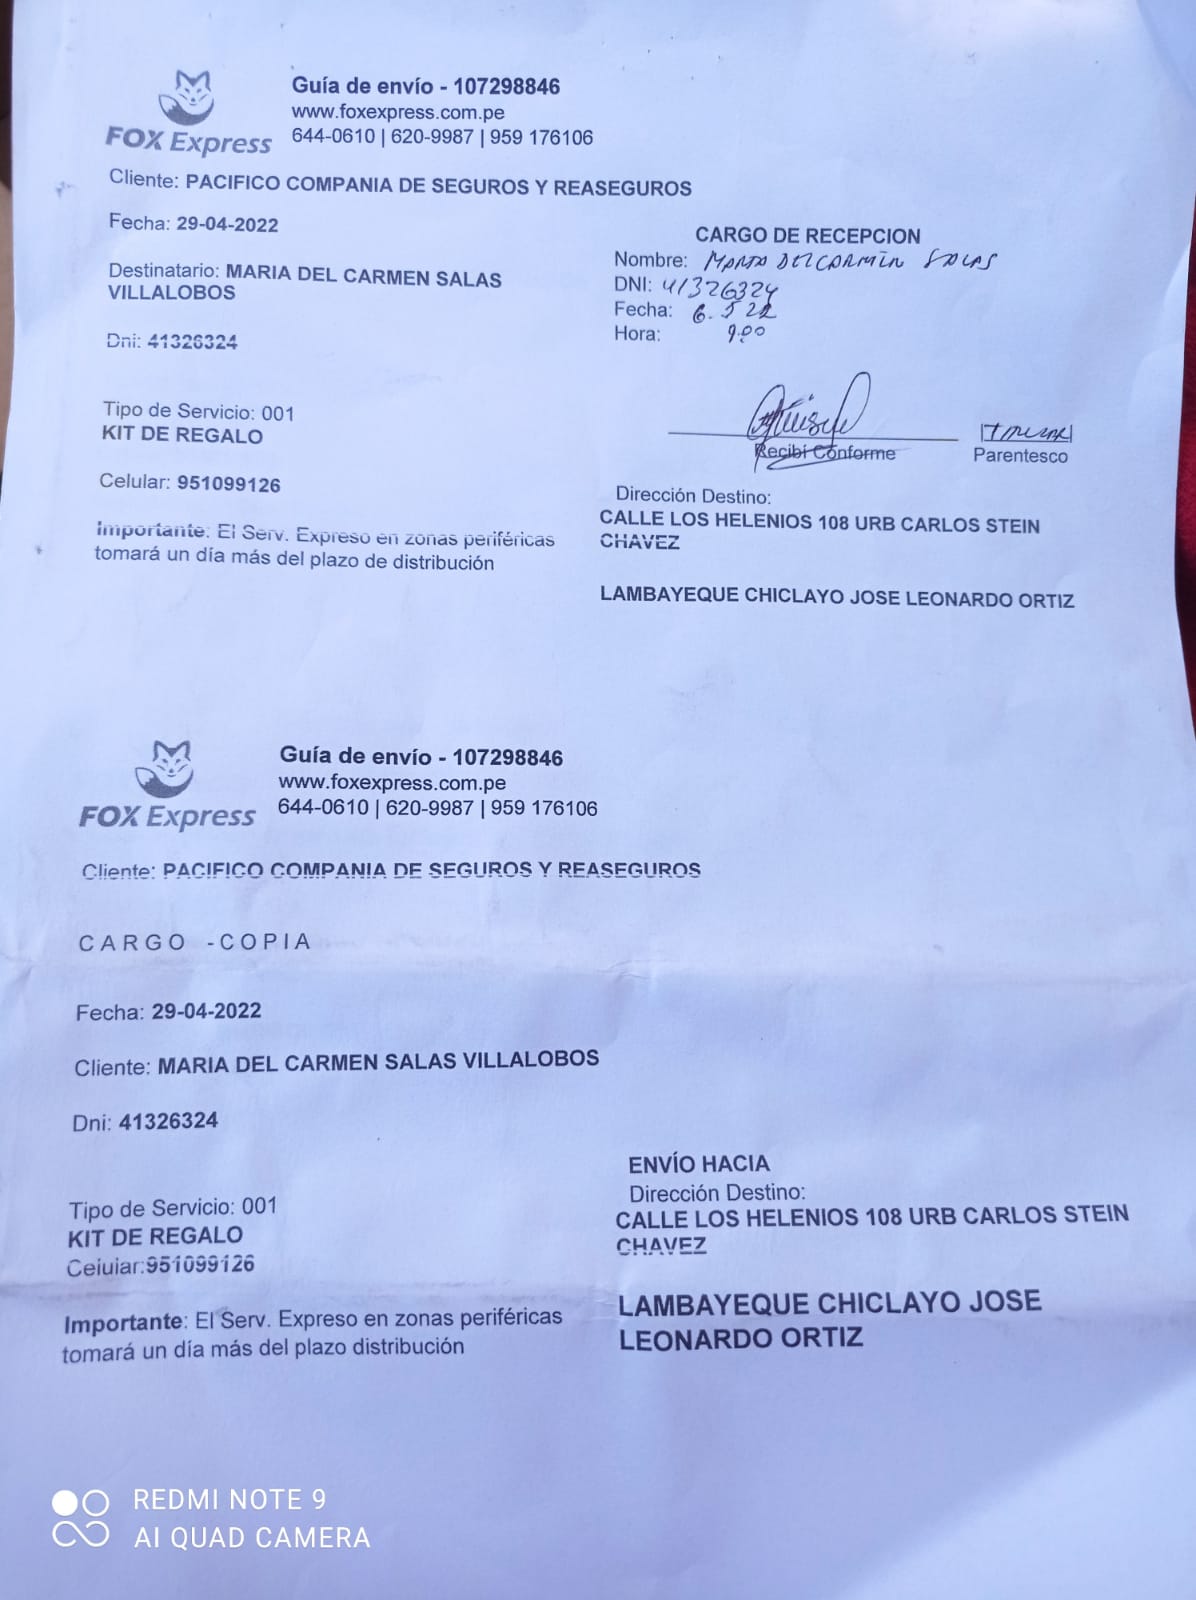 FOX Express
Guía de envío - 107298846
www.foxexpress.com.pe
644-0610 | 620-9987 | 959 176106
Cliente: PACIFICO COMPANIA DE SEGUROS Y REASEGUROS
Fecha: 29-04-2022
Destinatario: MARIA DEL CARMEN SALAS
VILLALOBOS
Dni: 41326324
Tipo de Servicio: 001
KIT DE REGALO
Celular: 951099126
Importante: El Serv. Expreso en zonas periféricas
tomará un día más del plazo de distribución
CARGO DE RECEPCION
Nombre: MARIA DEL CARMEN SALAS
DNI: 41326324
Fecha: 6. 5 22
Hora: 9:00
Recibí Conforme
Parentesco
Dirección Destino:
CALLE LOS HELENIOS 108 URB CARLOS STEIN
CHAVEZ
LAMBAYEQUE CHICLAYO JOSE LEONARDO ORTIZ
FOX Express
Guía de envío - 107298846
www.foxexpress.com.pe
644-0610 | 620-9987 | 959 176106
Cliente: PACIFICO COMPANIA DE SEGUROS Y REASEGUROS
CARGO -COPIA
Fecha: 29-04-2022
Cliente: MARIA DEL CARMEN SALAS VILLALOBOS
Dni: 41326324
Tipo de Servicio: 001
KIT DE REGALO
Celular:951099126
Importante: El Serv. Expreso en zonas periféricas
tomará un día más del plazo distribución
ENVÍO HACIA
Dirección Destino:
CALLE LOS HELENIOS 108 URB CARLOS STEIN
CHAVEZ
LAMBAYEQUE CHICLAYO JOSE
LEONARDO ORTIZ
REDMI NOTE 9
AI QUAD CAMERA